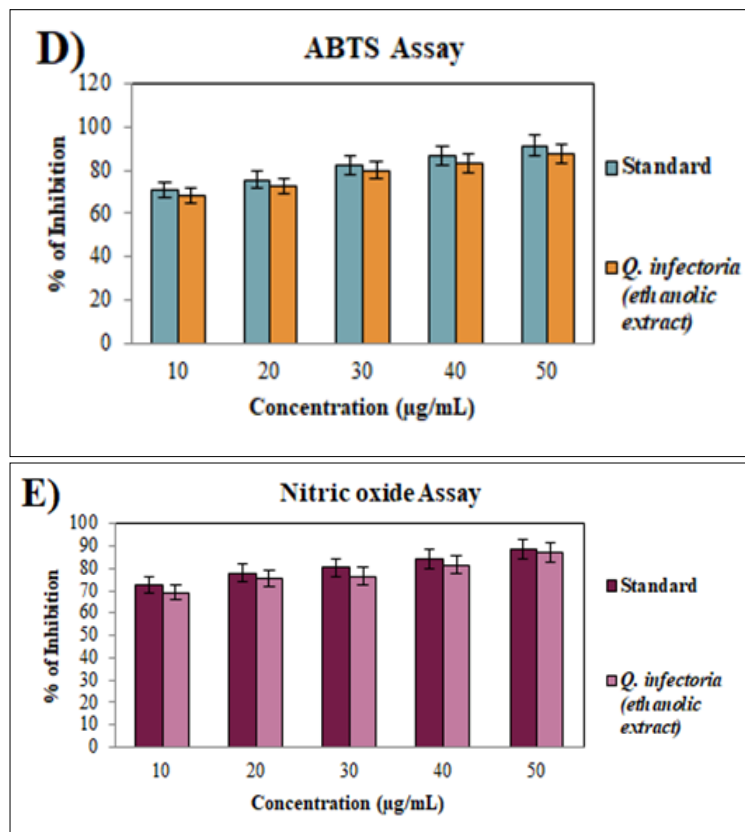 D)
ABTS Assay
120
100
80
60
40
20
0
% of Inhibition
10 20 30 40 50
Concentration (µg/mL)
Standard
Q. infectoria
(ethanolic
extract)
E)
Nitric oxide Assay
100
90
80
70
60
50
40
30
20
10
0
% of Inhibition
10 20 30 40 50
Concentration (µg/mL)
Standard
Q. infectoria
(ethanolic
extract)